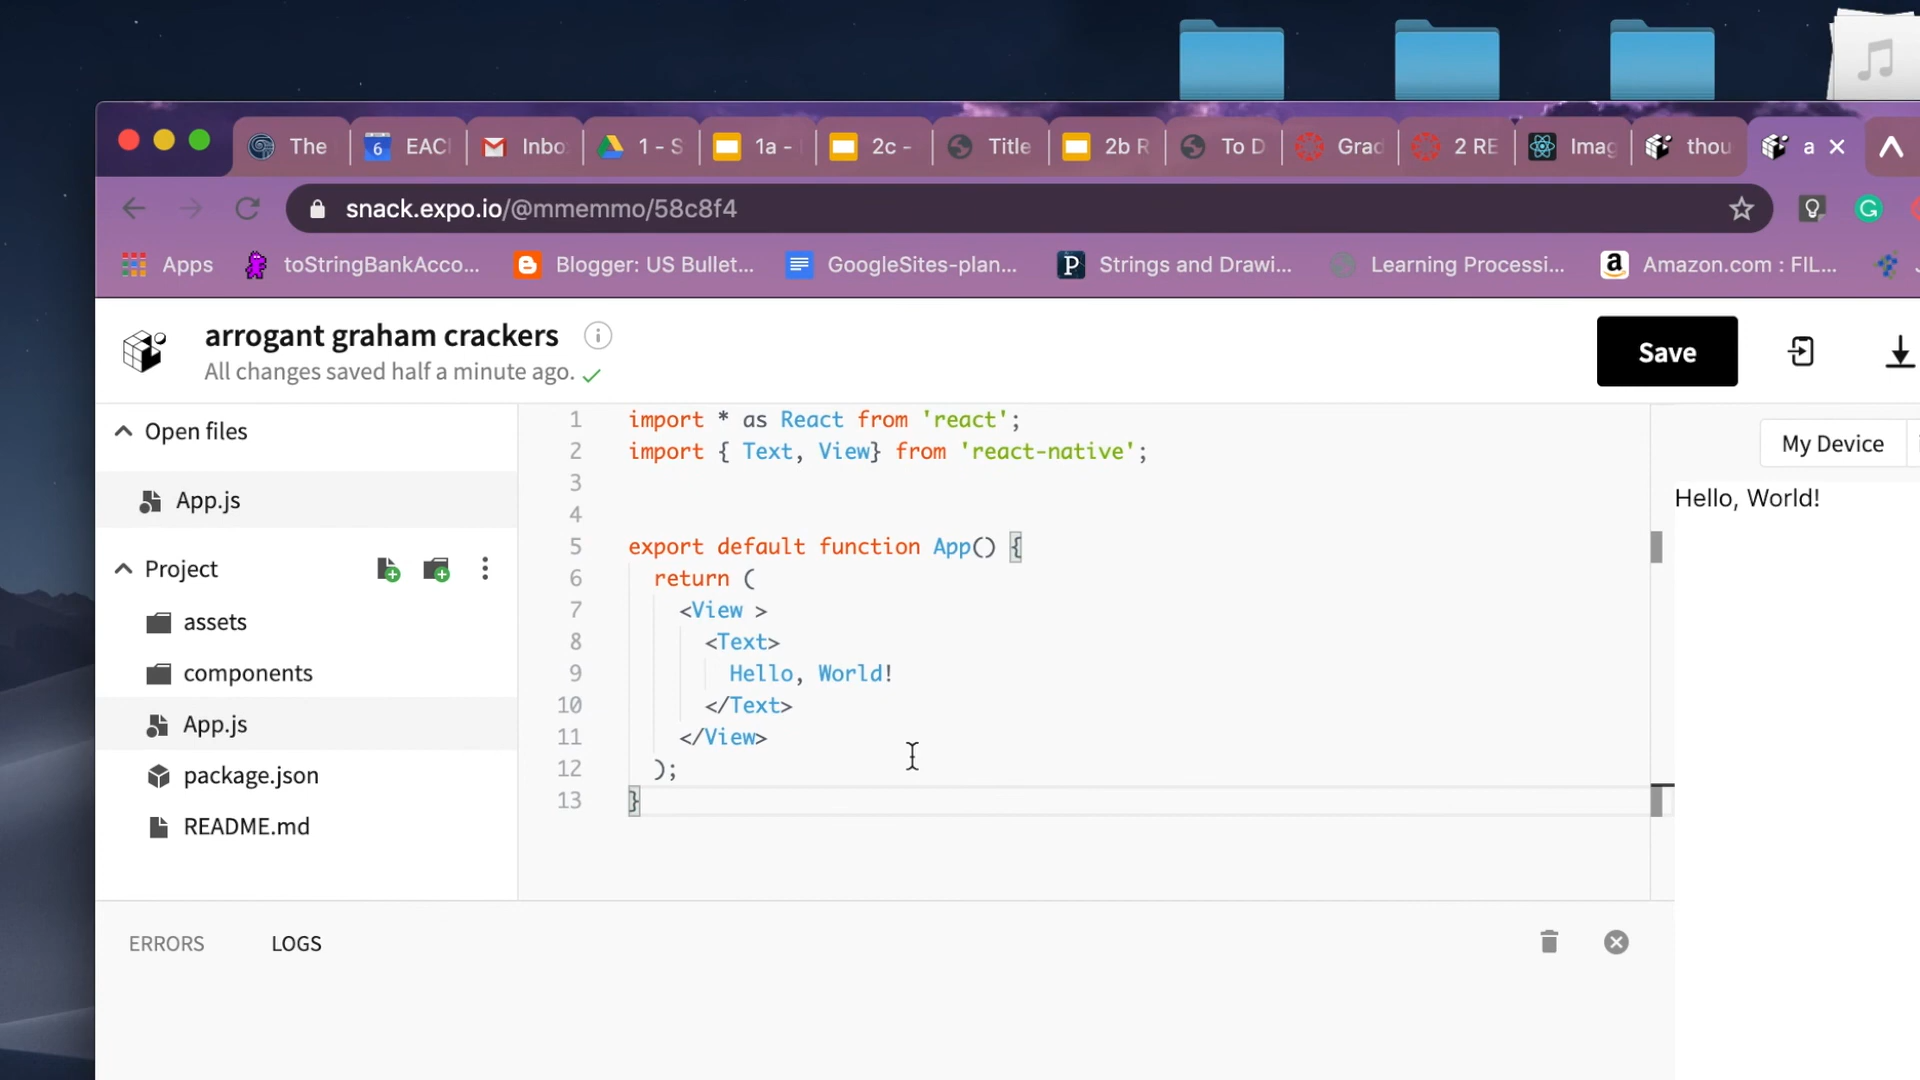 The
6 EACI
Inbo
1 - S
1a -
2c -
Title
2b R
To D
Grad
2 RE
Imag
thou
a
snack.expo.io/@mmemmo/58c8f4
Apps
toStringBankAcco...
Blogger: US Bullet...
GoogleSites-plan...
P Strings and Drawi...
Learning Processi...
a Amazon.com : FIL...
arrogant graham crackers
All changes saved half a minute ago.
Save
Open files
App.js
Project
assets
components
App.js
package.json
README.md
1 import * as React from 'react';
2 import { Text, View} from 'react-native';
3
4
5 export default function App() {
6 return (
7 <View >
8 <Text>
9 Hello, World!
10 </Text>
11 </View>
12 );
13 }
My Device
Hello, World!
ERRORS
LOGS